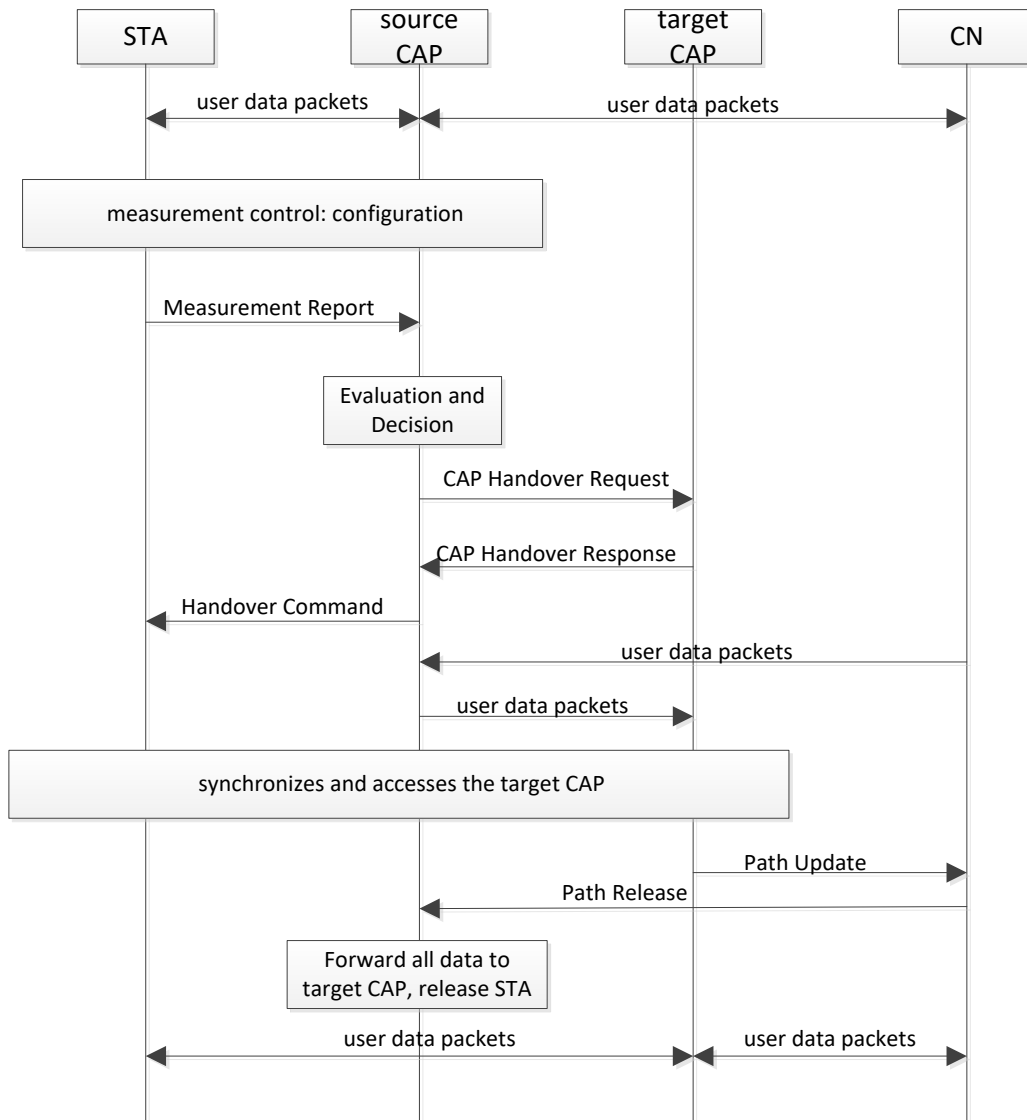 STA
source
CAP
target
CAP
CN
user data packets
user data packets
measurement control: configuration
Measurement Report
Evaluation and
Decision
CAP Handover Request
CAP Handover Response
Handover Command
user data packets
user data packets
synchronizes and accesses the target CAP
Path Update
Path Release
Forward all data to
target CAP, release STA
user data packets
user data packets